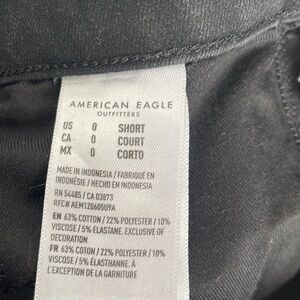 AMERICAN EAGLE
OUTFITTERS
US 0 SHORT
CA 0 COURT
MX 0 CORTO
MADE IN INDONESIA / FABRIQUÉ EN
INDONÉSIE / HECHO EN INDONESIA
RN 54485 / CA 03873
RFC# AEM120605U9A
EN 63% COTTON / 22% POLYESTER / 10%
VISCOSE / 5% ELASTANE. EXCLUSIVE OF
DECORATION
FR 63% COTON / 22% POLYESTER / 10%
VISCOSE / 5% ÉLASTHANNE. À
L'EXCEPTION DE LA GARNITURE